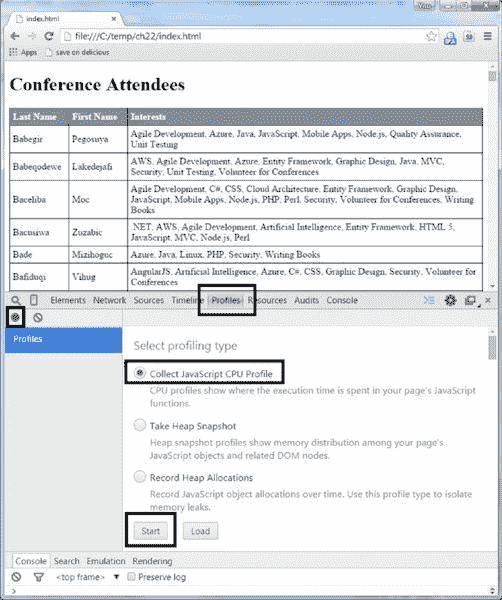 index.html
file:///C:/temp/ch22/index.html
Apps save on delicious
Conference Attendees
Last Name First Name Interests
Babegir Pegosuya Agile Development, Azure, Java, JavaScript, Mobile Apps, Node.js, Quality Assurance,
Unit Testing
Babeqodewe Lakedejafi AWS, Agile Development, Azure, Entity Framework, Graphic Design, Java, MVC,
Security, Unit Testing, Volunteer for Conferences
Baceliba Moc Agile Development, C#, CSS, Cloud Architecture, Entity Framework, Graphic Design,
JavaScript, Mobile Apps, Node.js, PHP, Perl, Security, Volunteer for Conferences, Writing
Books
Bacusiwa Zuzabic .NET, AWS, Agile Development, Artificial Intelligence, Entity Framework, HTML 5,
JavaScript, MVC, Node.js, Perl
Bade Mizihoguc Azure, Java, Linux, PHP, Security, Writing Books
Bafiduqi Vihug AngularJS, Artificial Intelligence, Azure, C#, CSS, Graphic Design, Security, Volunteer for
Conferences
Elements Network Sources Timeline Profiles Resources Audits Console
Profiles
Select profiling type
Collect JavaScript CPU Profile
CPU profiles show where the execution time is spent in your page's JavaScript
functions.
Take Heap Snapshot
Heap snapshot profiles show memory distribution among your page's
JavaScript objects and related DOM nodes.
Record Heap Allocations
Record JavaScript object allocations over time. Use this profile type to isolate
memory leaks.
Start Load
Console Search Emulation Rendering
<top frame> Preserve log